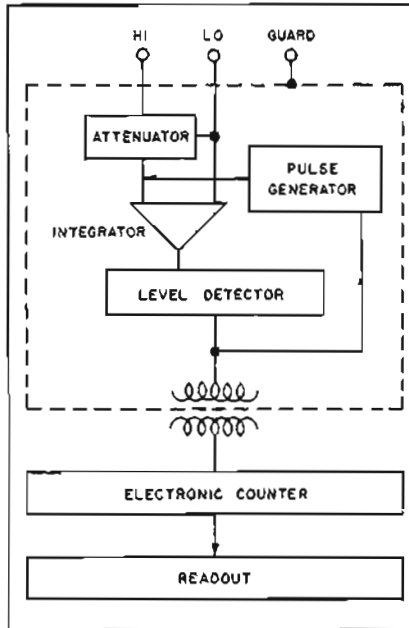 HI LO GUARD
ATTENUATOR
PULSE
GENERATOR
INTEGRATOR
LEVEL DETECTOR
ELECTRONIC COUNTER
READOUT